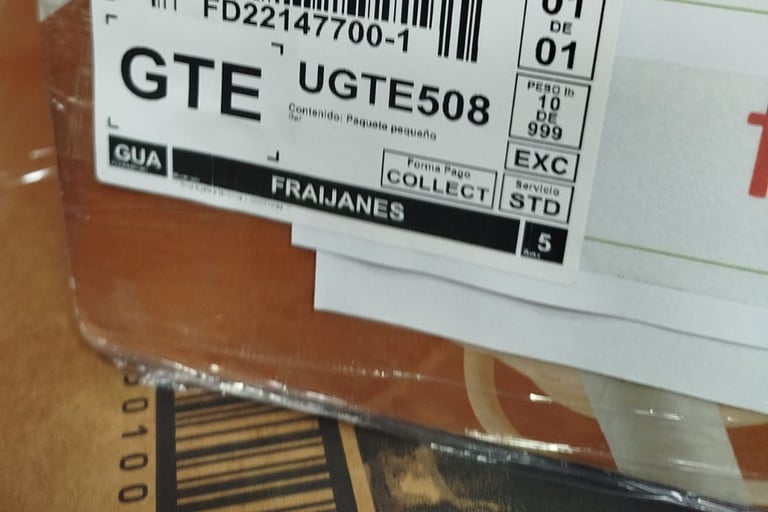 FD22147700-1
01
DE
01
GTE
UGTE508
Contenido: Paquete pequeño
Ref
PESO lb
10
DE
999
EXC
Forma Pago
COLLECT
Servicio
STD
GUA
FRAIJANES
5
00100